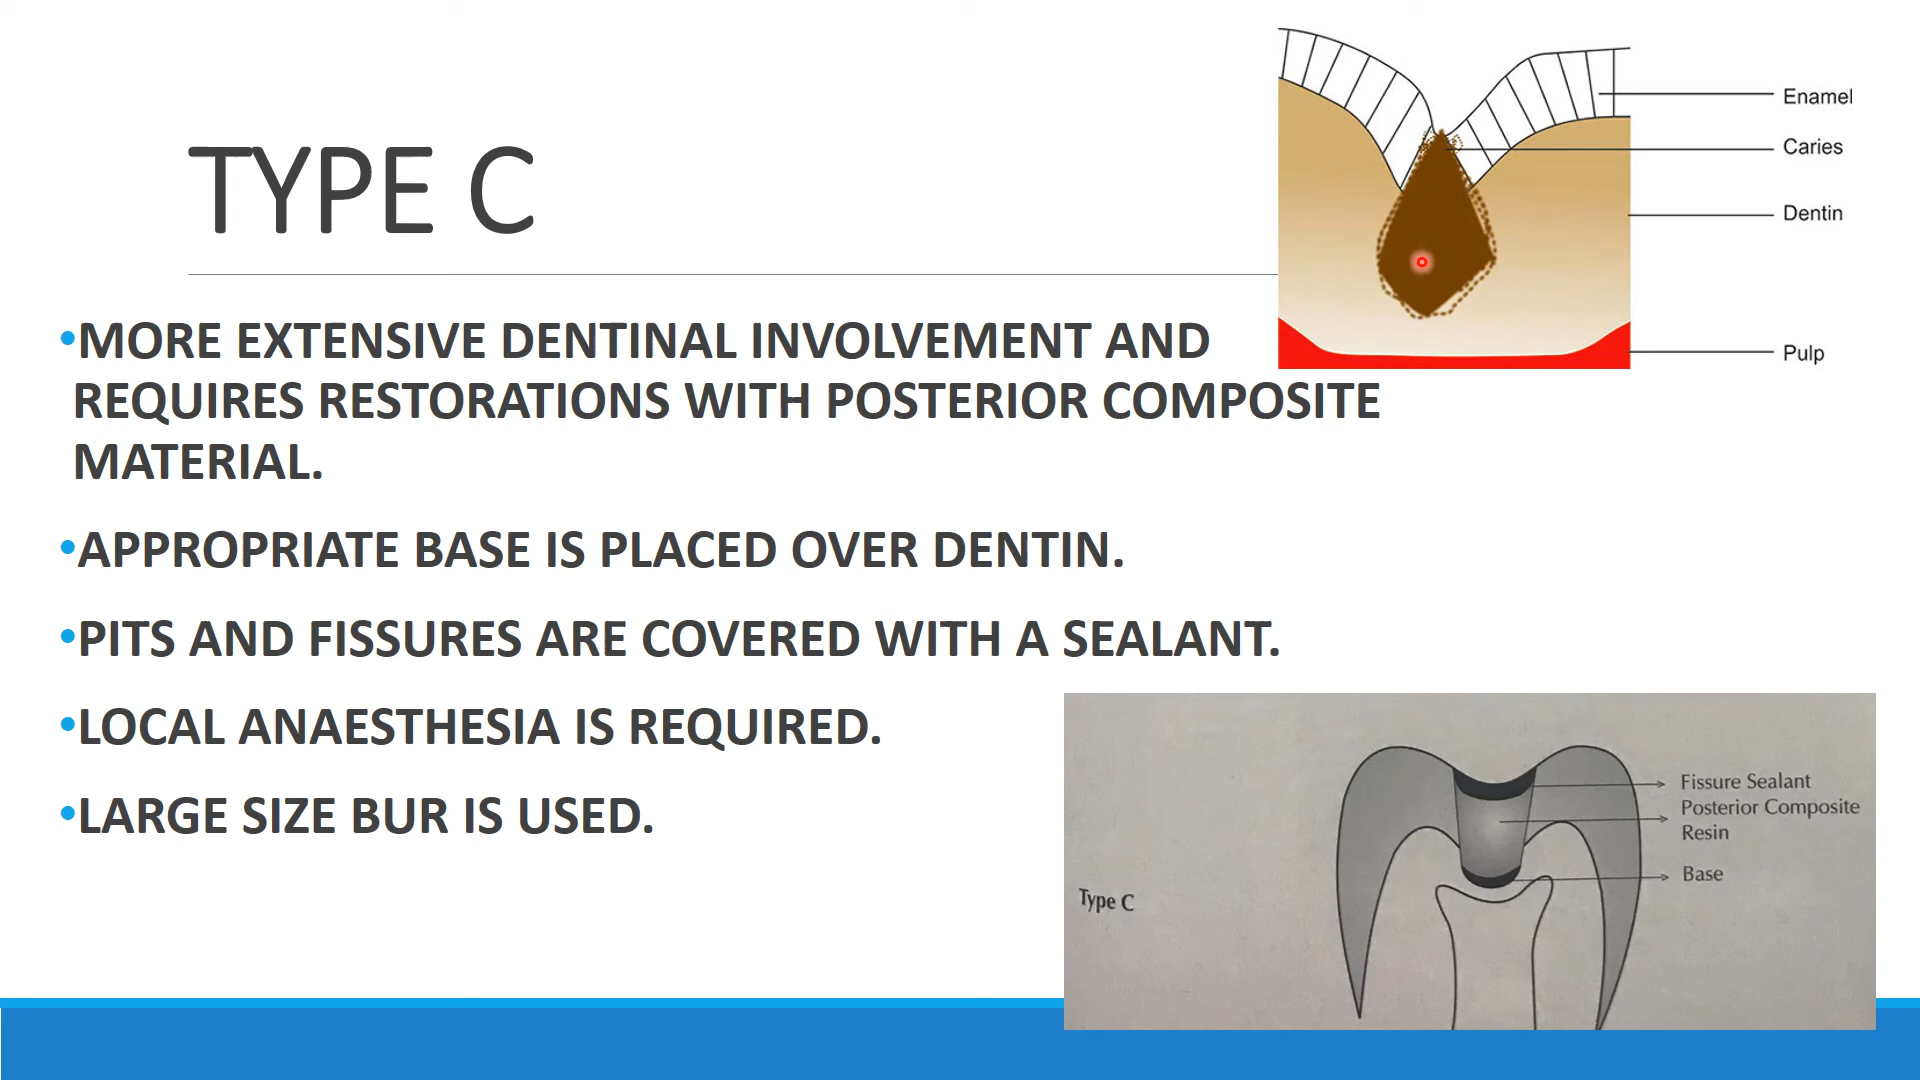 TYPE C
Enamel
Caries
Dentin
Pulp
•MORE EXTENSIVE DENTINAL INVOLVEMENT AND
REQUIRES RESTORATIONS WITH POSTERIOR COMPOSITE
MATERIAL.
•APPROPRIATE BASE IS PLACED OVER DENTIN.
•PITS AND FISSURES ARE COVERED WITH A SEALANT.
•LOCAL ANAESTHESIA IS REQUIRED.
•LARGE SIZE BUR IS USED.
Fissure Sealant
Posterior Composite
Resin
Base
Type C